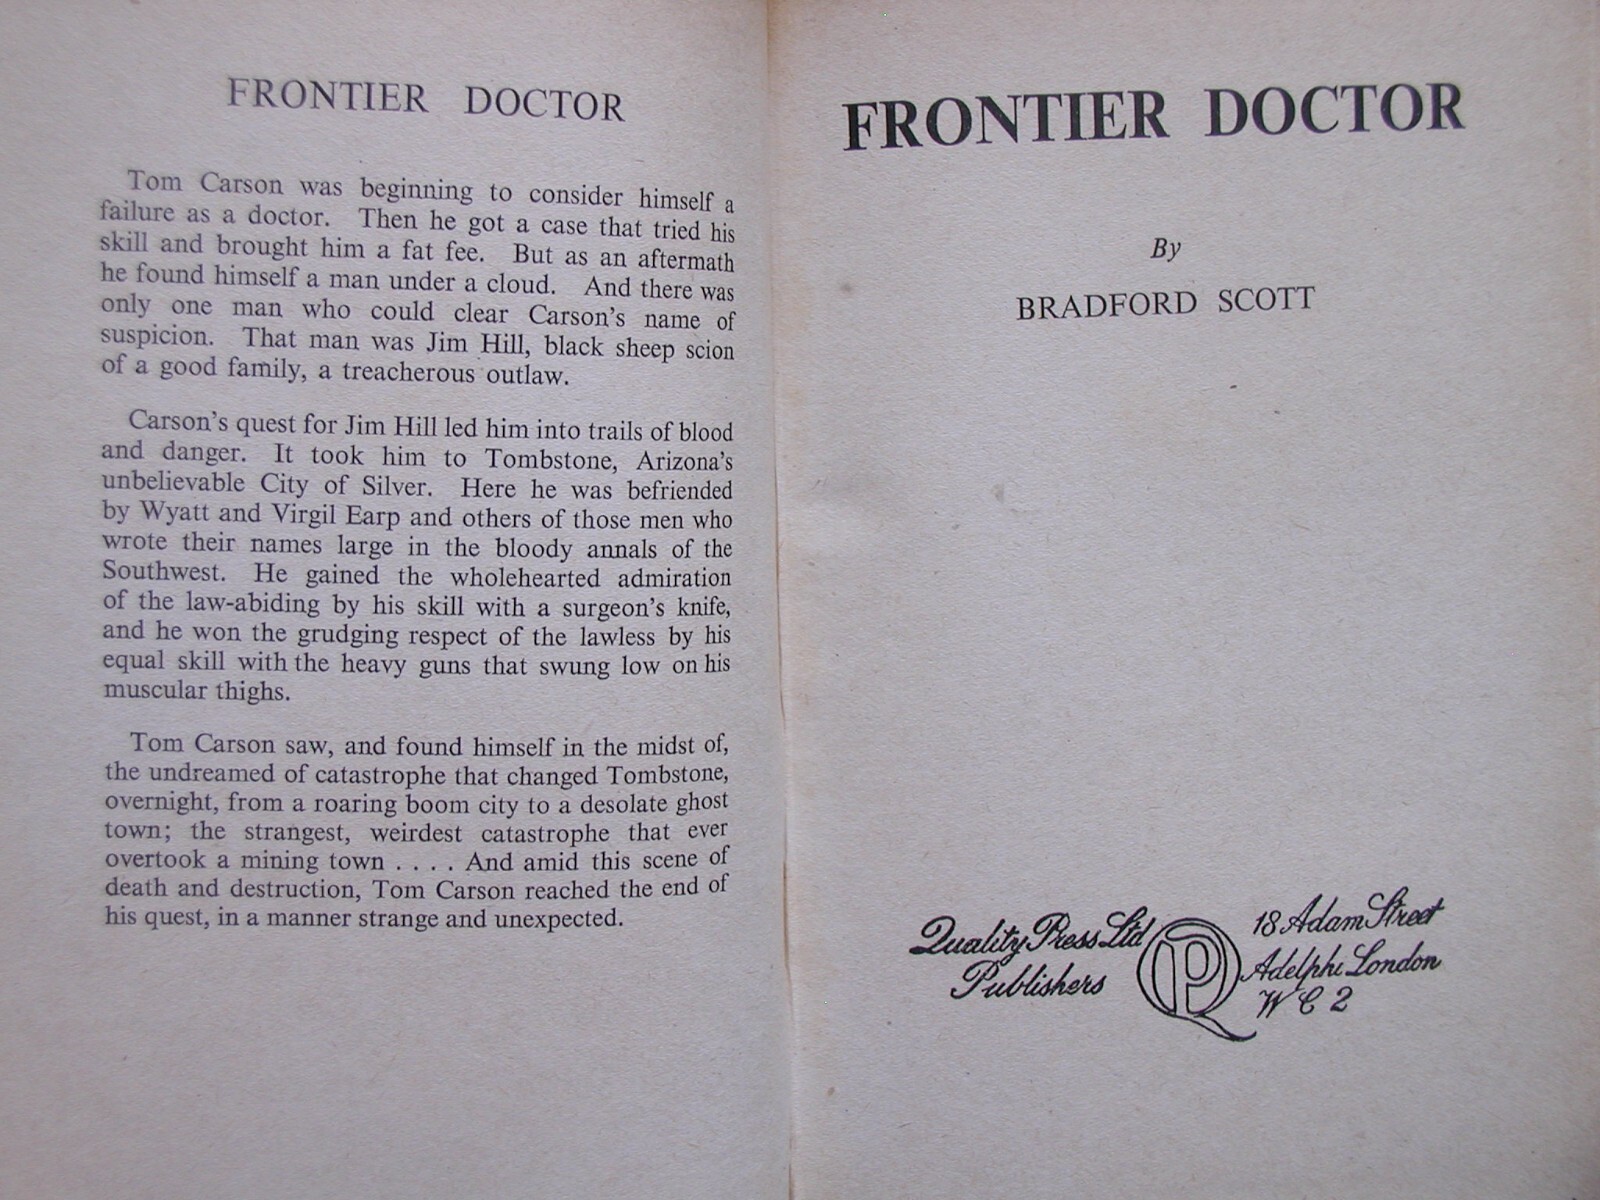 FRONTIER DOCTOR
Tom Carson was beginning to consider himself a
failure as a doctor. Then he got a case that tried his
skill and brought him a fat fee. But as an aftermath
he found himself a man under a cloud. And there was
only one man who could clear Carson's name of
suspicion. That man was Jim Hill, black sheep scion
of a good family, a treacherous outlaw.
Carson's quest for Jim Hill led him into trails of blood
and danger. It took him to Tombstone, Arizona's
unbelievable City of Silver. Here he was befriended
by Wyatt and Virgil Earp and others of those men who
wrote their names large in the bloody annals of the
Southwest. He gained the wholehearted admiration
of the law-abiding by his skill with a surgeon's knife,
and he won the grudging respect of the lawless by his
equal skill with the heavy guns that swung low on his
muscular thighs.
Tom Carson saw, and found himself in the midst of,
the undreamed of catastrophe that changed Tombstone,
overnight, from a roaring boom city to a desolate ghost
town; the strangest, weirdest catastrophe that ever
overtook a mining town . . . . And amid this scene of
death and destruction, Tom Carson reached the end of
his quest, in a manner strange and unexpected.
FRONTIER DOCTOR
By
BRADFORD SCOTT
Quality Press Ltd
Publishers
QP
18 Adam Street
Adelphi London
W C 2